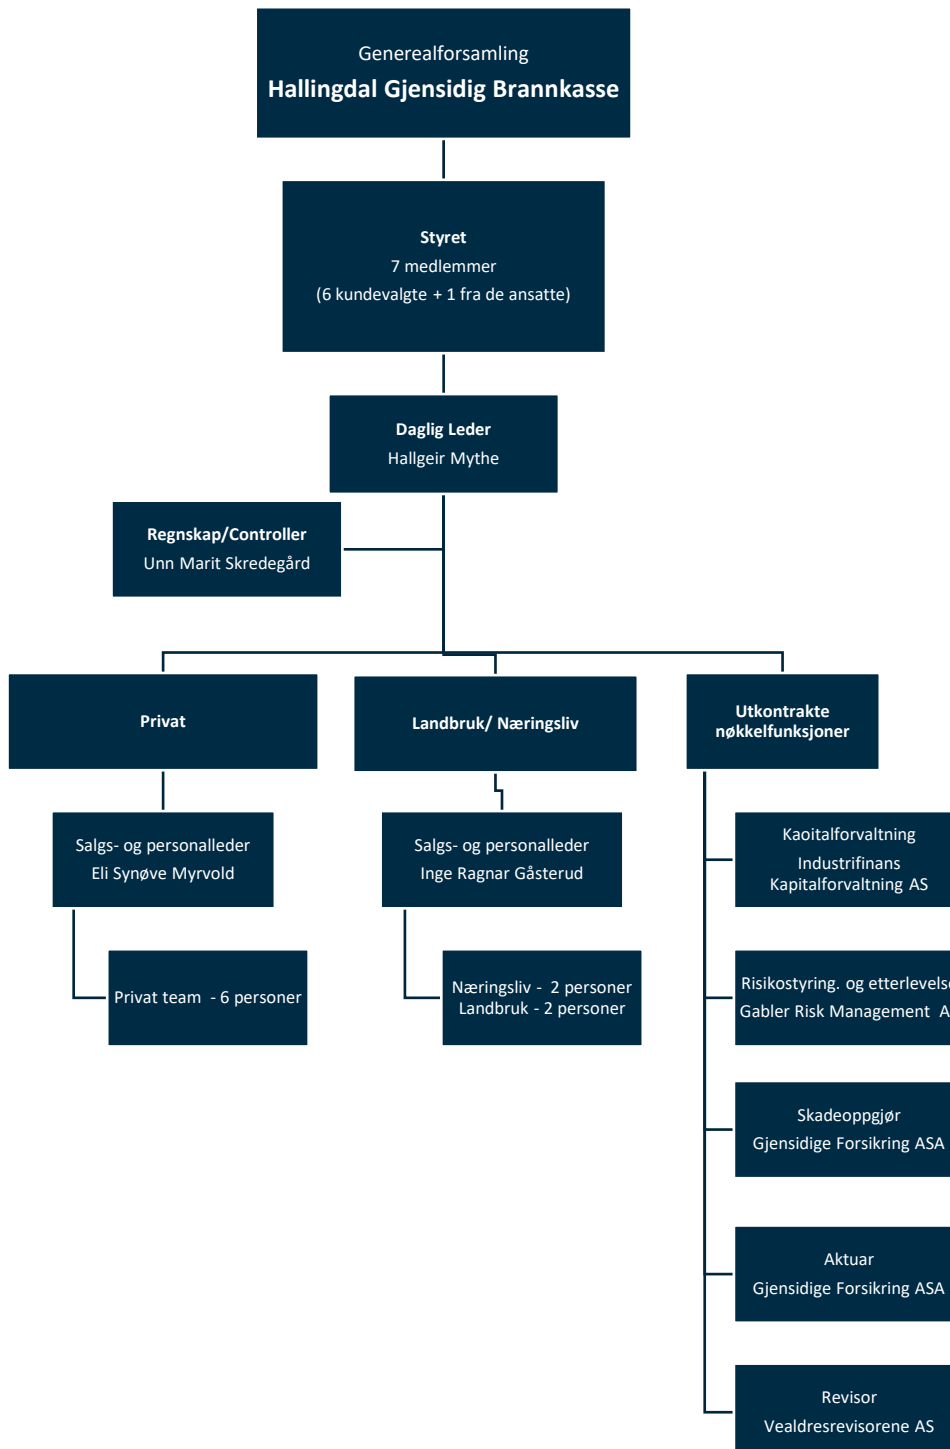 Generealforsamling
Hallingdal Gjensidig Brannkasse
Styret
7 medlemmer
(6 kundevalgte + 1 fra de ansatte)
Daglig Leder
Hallgeir Mythe
Regnskap/Controller
Unn Marit Skredegård
Privat
Landbruk/ Næringsliv
Utkontrakte
nøkkelfunksjoner
Salgs- og personalleder
Eli Synøve Myrvold
Salgs- og personalleder
Inge Ragnar Gåsterud
Privat team - 6 personer
Næringsliv - 2 personer
Landbruk - 2 personer
Kaoitalforvaltning
Industrifinans
Kapitalforvaltning AS
Risikostyring. og etterlevelse
Gabler Risk Management A
Skadeoppgjør
Gjensidige Forsikring ASA
Aktuar
Gjensidige Forsikring ASA
Revisor
Vealdresrevisorene AS